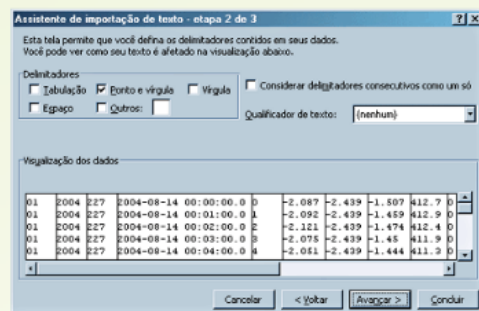 Assistente de importação de texto - etapa 2 de 3
Esta tela permite que você defina os delimitadores contidos em seus dados.
Você pode ver como seu texto é afetado na visualização abaixo.
Delimitadores
Tabulação Ponto e vírgula Vírgula
Espaço Outros:
Considerar delimitadores consecutivos como um só
Qualificador de texto: {nenhum}
Visualização dos dados
01 2004 227 2004-08-14 00:00:00.0 0 -2.087 -2.439 -1.507 412.7 0
01 2004 227 2004-08-14 00:01:00.0 1 -2.092 -2.439 -1.459 412.9 0
01 2004 227 2004-08-14 00:02:00.0 2 -2.121 -2.439 -1.474 412.4 0
01 2004 227 2004-08-14 00:03:00.0 3 -2.075 -2.439 -1.45 411.9 0
01 2004 227 2004-08-14 00:04:00.0 4 -2.051 -2.439 -1.444 411.3 0
Cancelar < Voltar Avançar > Concluir